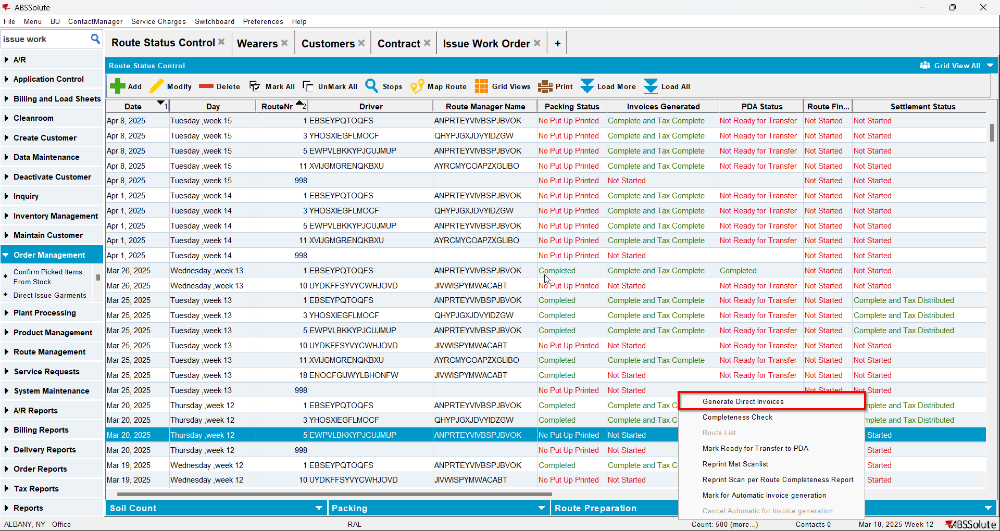 ABSSolute
File Menu BU ContactManager Service Charges Switchboard Preferences Help
issue work
Route Status Control Wearers Customers Contract Issue Work Order +
Route Status Control Grid View All
Add Modify Delete Mark All UnMark All Stops Map Route Grid Views Print Load More Load All
A/R
Application Control
Billing and Load Sheets
Cleanroom
Create Customer
Data Maintenance
Deactivate Customer
Inquiry
Inventory Management
Maintain Customer
Order Management
Confirm Picked Items
From Stock
Direct Issue Garments
Plant Processing
Product Management
Route Management
Service Requests
System Maintenance
A/R Reports
Billing Reports
Delivery Reports
Order Reports
Tax Reports
Reports
Date 1 Day RouteNr 2 Driver Route Manager Name Packing Status Invoices Generated PDA Status Route Fin... Settlement Status
Apr 8, 2025 Tuesday ,week 15 1 EBSEYPQTOQFS ANPRTEYVIVBSPJBVOK No Put Up Printed Complete and Tax Complete Not Ready for Transfer Not Started Not Started
Apr 8, 2025 Tuesday ,week 15 3 YHOSXIEGFLMOCF QHYPJGXJDVYIDZGW No Put Up Printed Complete and Tax Complete Not Ready for Transfer Not Started Not Started
Apr 8, 2025 Tuesday ,week 15 5 EWPVLBKKYPJCUJMUP ANPRTEYVIVBSPJBVOK No Put Up Printed Complete and Tax Complete Not Ready for Transfer Not Started Not Started
Apr 8, 2025 Tuesday ,week 15 11 XVIJGMGRENQKBXU AYRCMYCOAPZXGLIBO No Put Up Printed Complete and Tax Complete Not Ready for Transfer Not Started Not Started
Apr 8, 2025 Tuesday ,week 15 998 No Put Up Printed Not Started Not Started Not Started
Apr 1, 2025 Tuesday ,week 14 1 EBSEYPQTOQFS ANPRTEYVIVBSPJBVOK No Put Up Printed Complete and Tax Complete Not Ready for Transfer Not Started Not Started
Apr 1, 2025 Tuesday ,week 14 3 YHOSXIEGFLMOCF QHYPJGXJDVYIDZGW No Put Up Printed Complete and Tax Complete Not Ready for Transfer Not Started Not Started
Apr 1, 2025 Tuesday ,week 14 5 EWPVLBKKYPJCUJMUP ANPRTEYVIVBSPJBVOK No Put Up Printed Complete and Tax Complete Not Ready for Transfer Not Started Not Started
Apr 1, 2025 Tuesday ,week 14 11 XVIJGMGRENQKBXU AYRCMYCOAPZXGLIBO No Put Up Printed Complete and Tax Complete Not Ready for Transfer Not Started Not Started
Apr 1, 2025 Tuesday ,week 14 998 No Put Up Printed Not Started Not Started Not Started
Mar 26, 2025 Wednesday ,week 13 1 EBSEYPQTOQFS ANPRTEYVIVBSPJBVOK Completed Complete and Tax Complete Completed Not Started Not Started
Mar 26, 2025 Wednesday ,week 13 10 UYDKFFSYVYCWHJOVD JIVWISPYMWACABT No Put Up Printed Not Started Not Ready for Transfer Not Started Not Started
Mar 25, 2025 Tuesday ,week 13 1 EBSEYPQTOQFS ANPRTEYVIVBSPJBVOK Completed Complete and Tax Complete Not Ready for Transfer Not Started Complete and Tax Distributed
Mar 25, 2025 Tuesday ,week 13 3 YHOSXIEGFLMOCF QHYPJGXJDVYIDZGW Completed Complete and Tax Complete Not Ready for Transfer Not Started Complete and Tax Distributed
Mar 25, 2025 Tuesday ,week 13 5 EWPVLBKKYPJCUJMUP ANPRTEYVIVBSPJBVOK Completed Complete and Tax Complete Not Ready for Transfer Not Started Complete and Tax Distributed
Mar 25, 2025 Tuesday ,week 13 10 UYDKFFSYVYCWHJOVD JIVWISPYMWACABT No Put Up Printed Not Started Not Ready for Transfer Not Started Not Started
Mar 25, 2025 Tuesday ,week 13 11 XVIJGMGRENQKBXU AYRCMYCOAPZXGLIBO Completed Complete and Tax Complete Not Ready for Transfer Not Started Not Started
Mar 25, 2025 Tuesday ,week 13 18 ENOCFGIJWYLBHONFW JIVWISPYMWACABT Completed Not Started Not Ready for Transfer Not Started Not Started
Mar 25, 2025 Tuesday ,week 13 998 No Put Up Printed Not Started Not Started Not Started
Mar 20, 2025 Thursday ,week 12 1 EBSEYPQTOQFS ANPRTEYVIVBSPJBVOK Completed Complete and Tax C mplete and Tax Distributed
Mar 20, 2025 Thursday ,week 12 3 YHOSXIEGFLMOCF QHYPJGXJDVYIDZGW Completed Complete and Tax C mplete and Tax Distributed
Mar 20, 2025 Thursday ,week 12 5 EWPVLBKKYPJCUJMUP ANPRTEYVIVBSPJBVOK No Put Up Printed Not Started Started
Mar 20, 2025 Thursday ,week 12 998 No Put Up Printed Not Started Started
Mar 19, 2025 Wednesday ,week 12 1 EBSEYPQTOQFS ANPRTEYVIVBSPJBVOK Completed Complete and Tax C Started
Mar 19, 2025 Wednesday ,week 12 10 UYDKFFSYVYCWHJOVD JIVWISPYMWACABT No Put Up Printed Not Started Started
Generate Direct Invoices
Completeness Check
Route List
Mark Ready for Transfer to PDA
Reprint Mat Scanlist
Reprint Scan per Route Completeness Report
Mark for Automatic Invoice generation
Cancel Automatic for Invoice generation
Soil Count Packing Route Preparation
ALBANY, NY - Office RAL Count: 500 (more...) Contacts 0 Mar 18, 2025 Week 12 ABSSolute